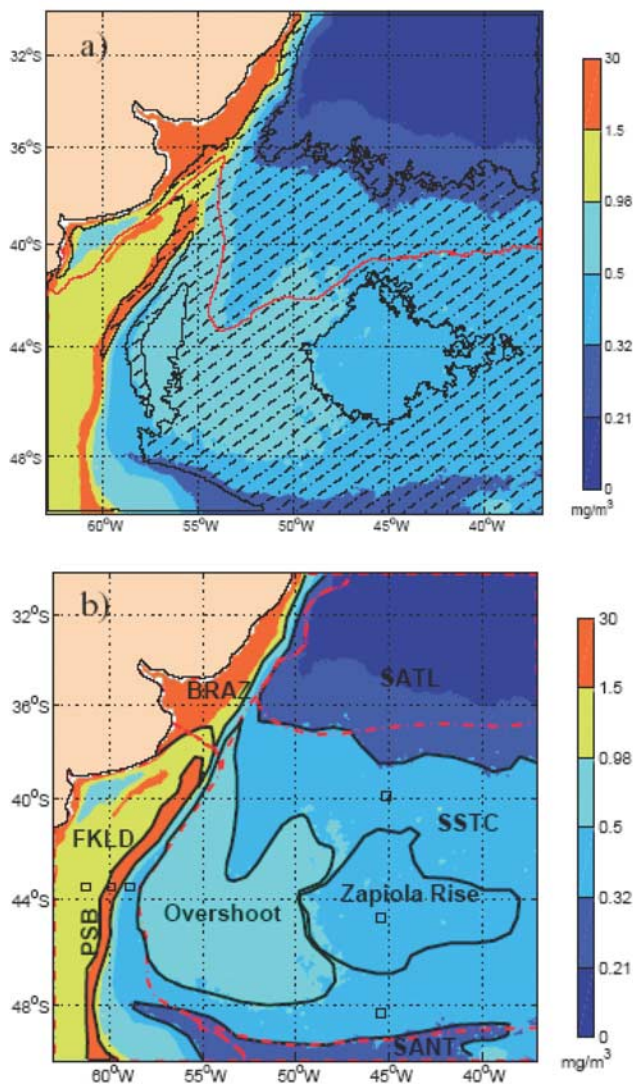 a)
32°S
36°S
40°S
44°S
48°S
60°W
55°W
50°W
45°W
40°W
30
1.5
0.98
0.5
0.32
0.21
0
mg/m³
b)
32°S
36°S
40°S
44°S
48°S
BRAZ
SATL
FKLD
SSTC
PSB
Overshoot
Zapiola Rise
SANT
60°W
55°W
50°W
45°W
40°W
30
1.5
0.98
0.5
0.32
0.21
0
mg/m³